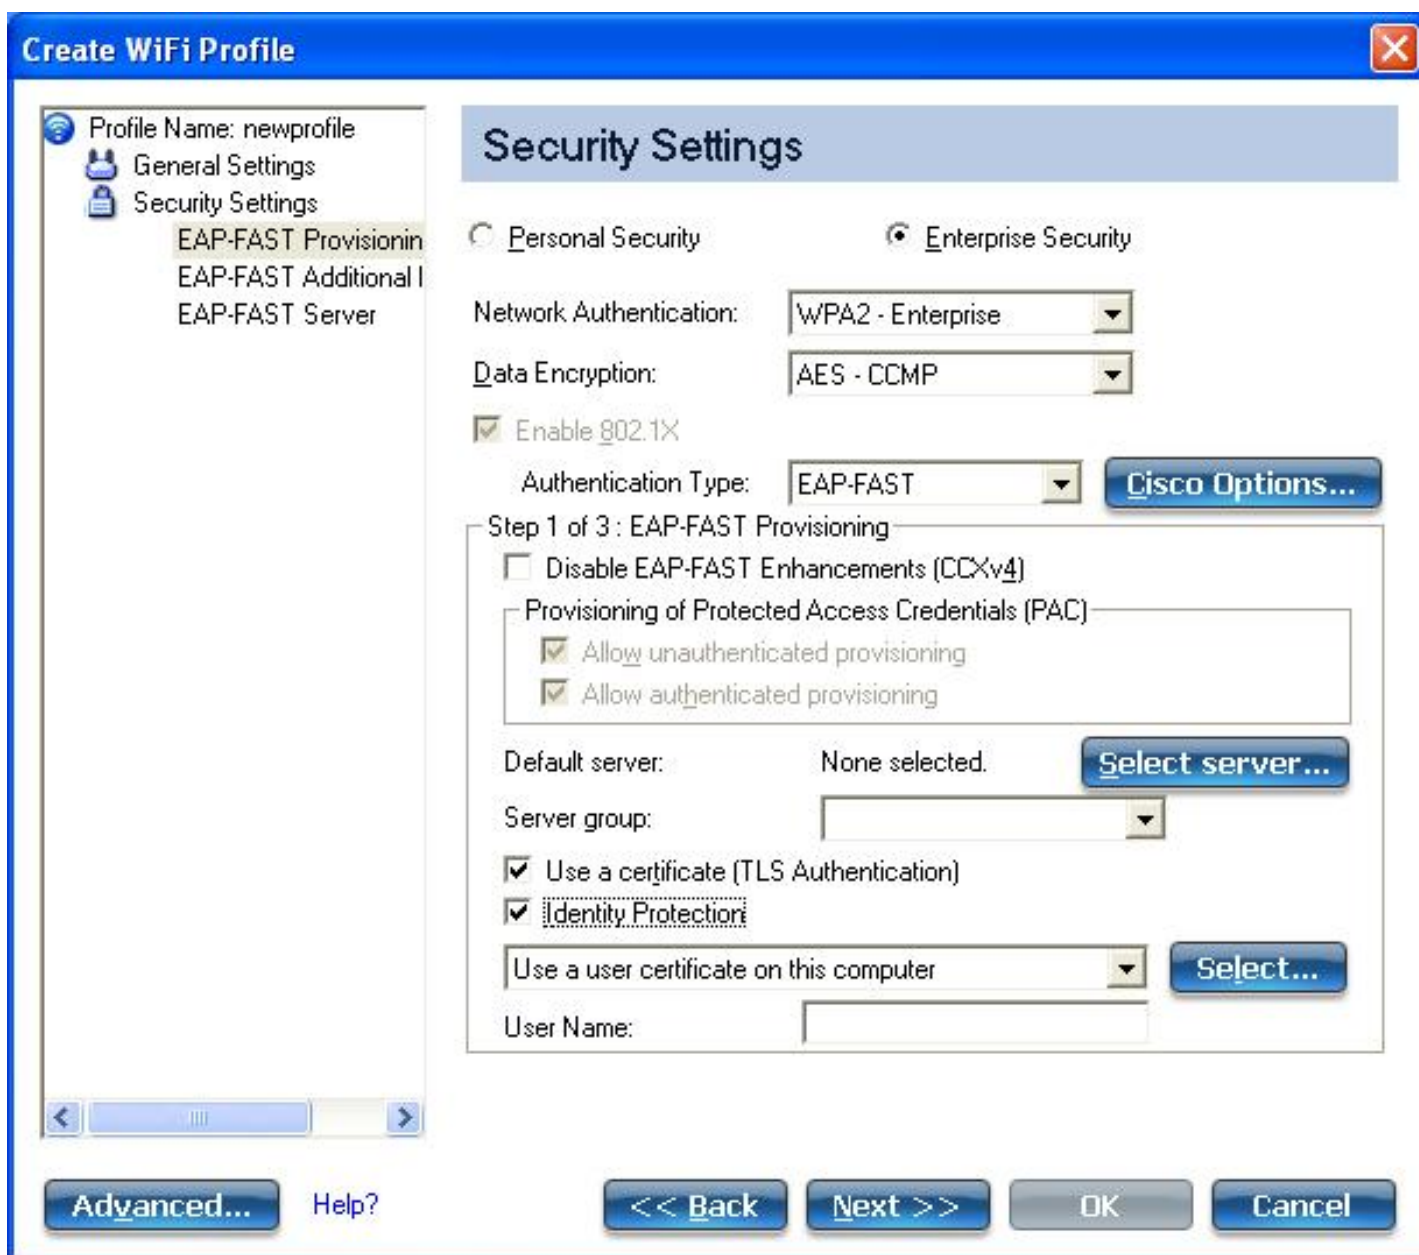 Create WiFi Profile
Profile Name: newprofile
General Settings
Security Settings
EAP-FAST Provisionin
EAP-FAST Additional I
EAP-FAST Server
Security Settings
Personal Security
Enterprise Security
Network Authentication:
WPA2 - Enterprise
Data Encryption:
AES - CCMP
Enable 802.1X
Authentication Type:
EAP-FAST
Cisco Options...
Step 1 of 3 : EAP-FAST Provisioning
Disable EAP-FAST Enhancements (CCXv4)
Provisioning of Protected Access Credentials (PAC)
Allow unauthenticated provisioning
Allow authenticated provisioning
Default server:
None selected.
Select server...
Server group:
Use a certificate (TLS Authentication)
Identity Protection
Use a user certificate on this computer
Select...
User Name:
Advanced...
Help?
<< Back
Next >>
OK
Cancel